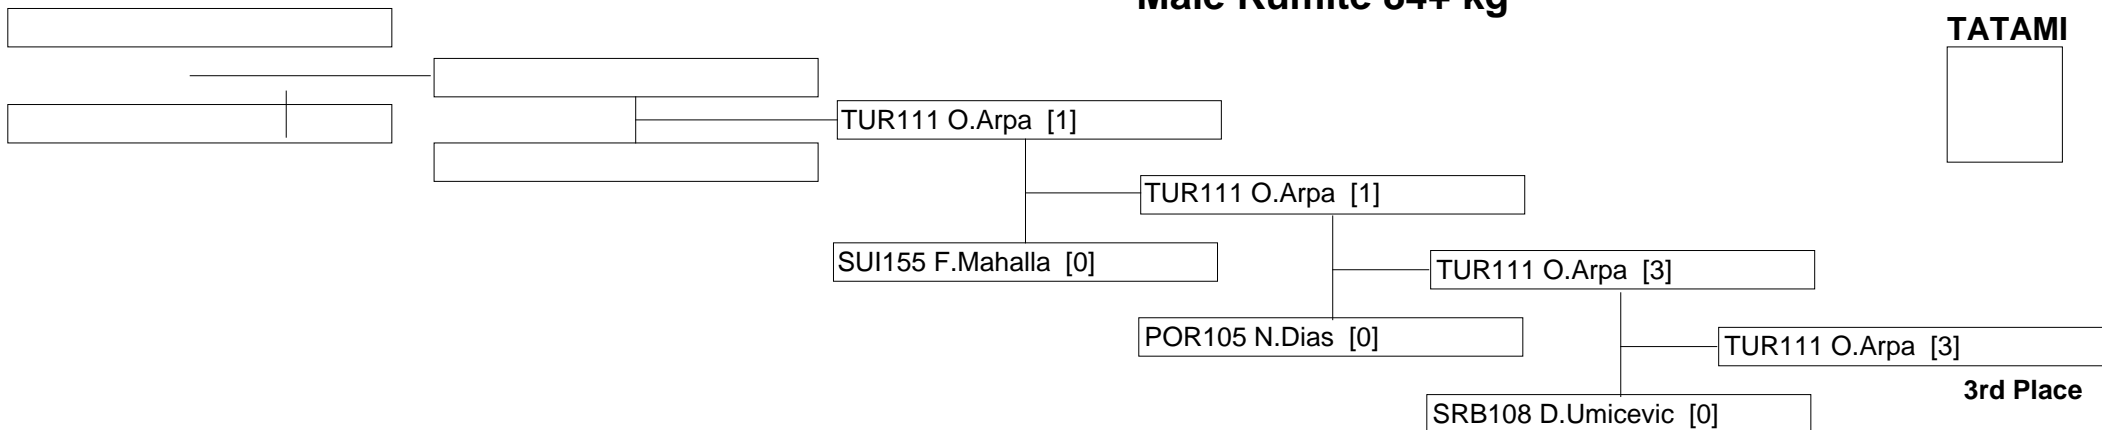 Male Kumite 84+ kg
TATAMI
TUR111 O.Arpa [1]
TUR111 O.Arpa [1]
SUI155 F.Mahalla [0]
TUR111 O.Arpa [3]
POR105 N.Dias [0]
TUR111 O.Arpa [3]
3rd Place
SRB108 D.Umicevic [0]